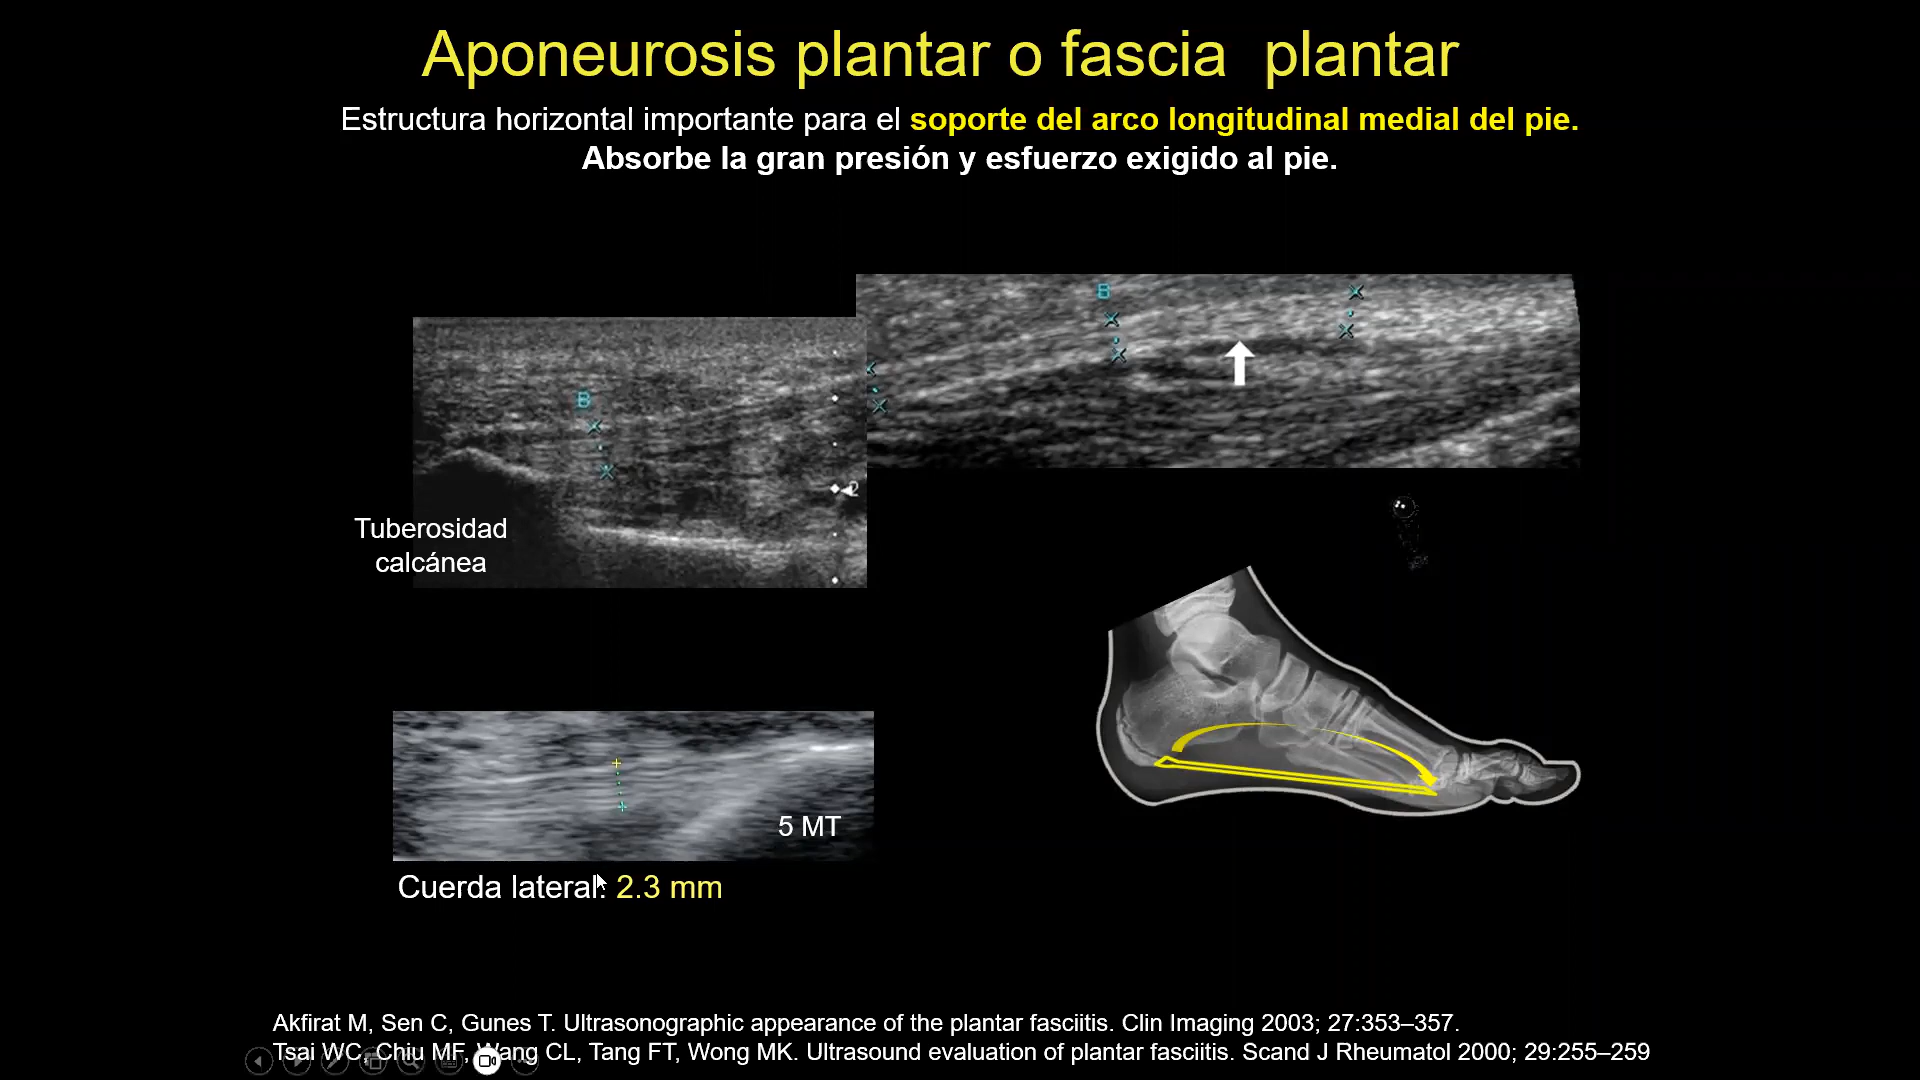 Aponeurosis plantar o fascia plantar
Estructura horizontal importante para el soporte del arco longitudinal medial del pie.
Absorbe la gran presión y esfuerzo exigido al pie.
B
B
2
Tuberosidad
calcánea
5 MT
Cuerda lateral: 2.3 mm
Akfirat M, Sen C, Gunes T. Ultrasonographic appearance of the plantar fasciitis. Clin Imaging 2003; 27:353–357.
Tsai WC, Chiu MF, Wang CL, Tang FT, Wong MK. Ultrasound evaluation of plantar fasciitis. Scand J Rheumatol 2000; 29:255–259